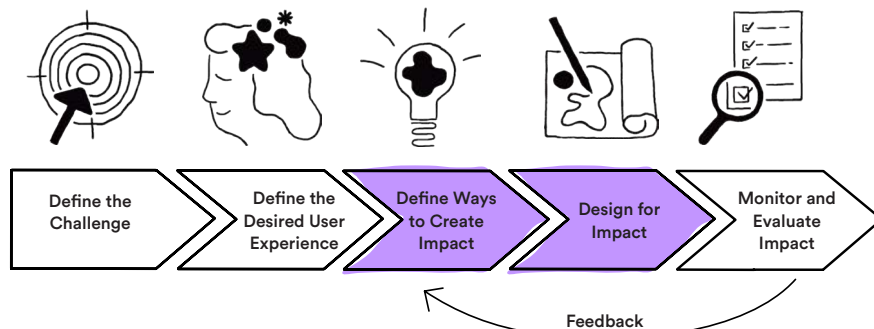 Define the
Challenge
Define the
Desired User
Experience
Define Ways
to Create
Impact
Design for
Impact
Monitor and
Evaluate
Impact
Feedback